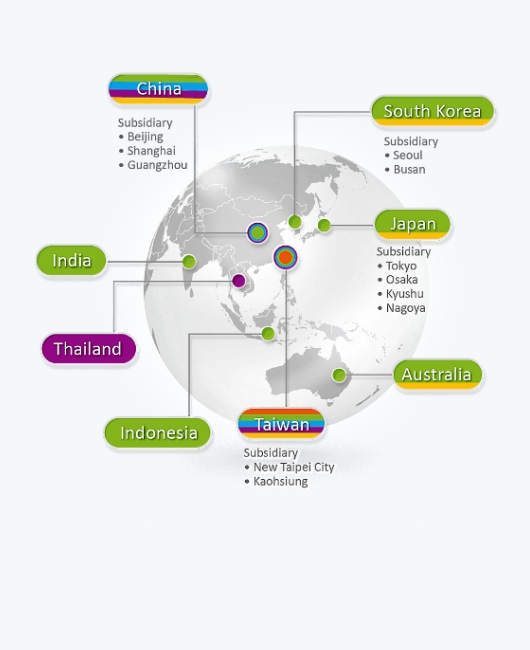 China
Subsidiary
• Beijing
• Shanghai
• Guangzhou
South Korea
Subsidiary
• Seoul
• Busan
Japan
Subsidiary
• Tokyo
• Osaka
• Kyushu
• Nagoya
India
Thailand
Australia
Indonesia
Taiwan
Subsidiary
• New Taipei City
• Kaohsiung